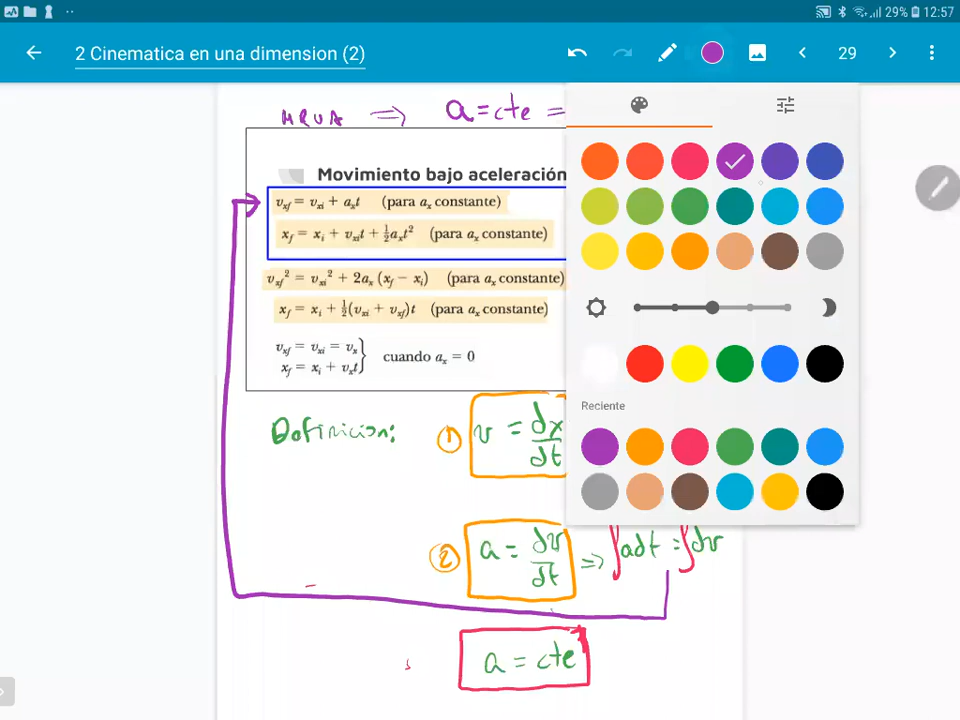 29% 12:57
2 Cinematica en una dimension (2)
29
MRUA ⇒ a = cte =
Movimiento bajo aceleración
vxf = vxi + axt (para ax constante)
xf = xi + vxit + ½axt² (para ax constante)
vxf² = vxi² + 2ax(xf − xi) (para ax constante)
xf = xi + ½(vxi + vxf)t (para ax constante)
vxf = vxi = vx
xf = xi + vxt} cuando ax = 0
Reciente
Definicion: ① v = dx/dt
② a = dv/dt ⇒ ∫adt = ∫dv
a = cte